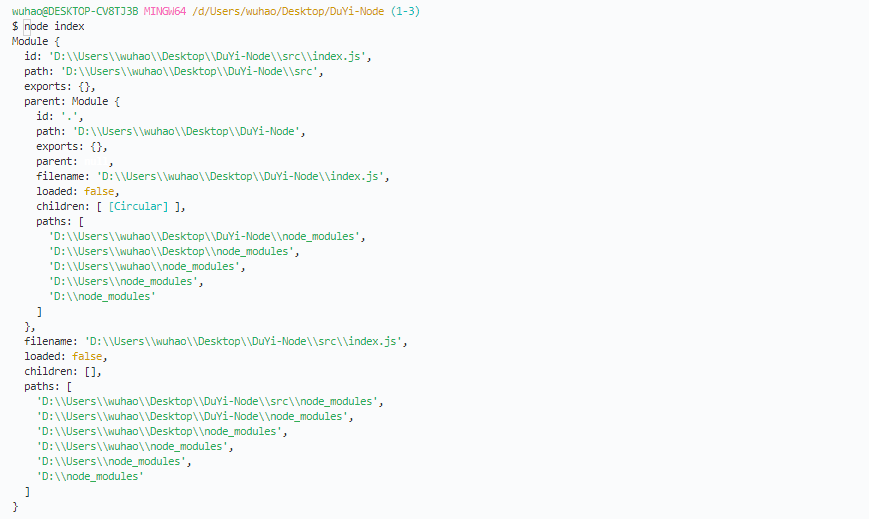 wuhao@DESKTOP-CV8TJ3B MINGW64 /d/Users/wuhao/Desktop/DuYi-Node (1-3)
$ node index
Module {
  id: 'D:\\Users\\wuhao\\Desktop\\DuYi-Node\\src\\index.js',
  path: 'D:\\Users\\wuhao\\Desktop\\DuYi-Node\\src',
  exports: {},
  parent: Module {
    id: '.',
    path: 'D:\\Users\\wuhao\\Desktop\\DuYi-Node',
    exports: {},
    parent:     ,
    filename: 'D:\\Users\\wuhao\\Desktop\\DuYi-Node\\index.js',
    loaded: false,
    children: [ [Circular] ],
    paths: [
      'D:\\Users\\wuhao\\Desktop\\DuYi-Node\\node_modules',
      'D:\\Users\\wuhao\\Desktop\\node_modules',
      'D:\\Users\\wuhao\\node_modules',
      'D:\\Users\\node_modules',
      'D:\\node_modules'
    ]
  },
  filename: 'D:\\Users\\wuhao\\Desktop\\DuYi-Node\\src\\index.js',
  loaded: false,
  children: [],
  paths: [
    'D:\\Users\\wuhao\\Desktop\\DuYi-Node\\src\\node_modules',
    'D:\\Users\\wuhao\\Desktop\\DuYi-Node\\node_modules',
    'D:\\Users\\wuhao\\Desktop\\node_modules',
    'D:\\Users\\wuhao\\node_modules',
    'D:\\Users\\node_modules',
    'D:\\node_modules'
  ]
}